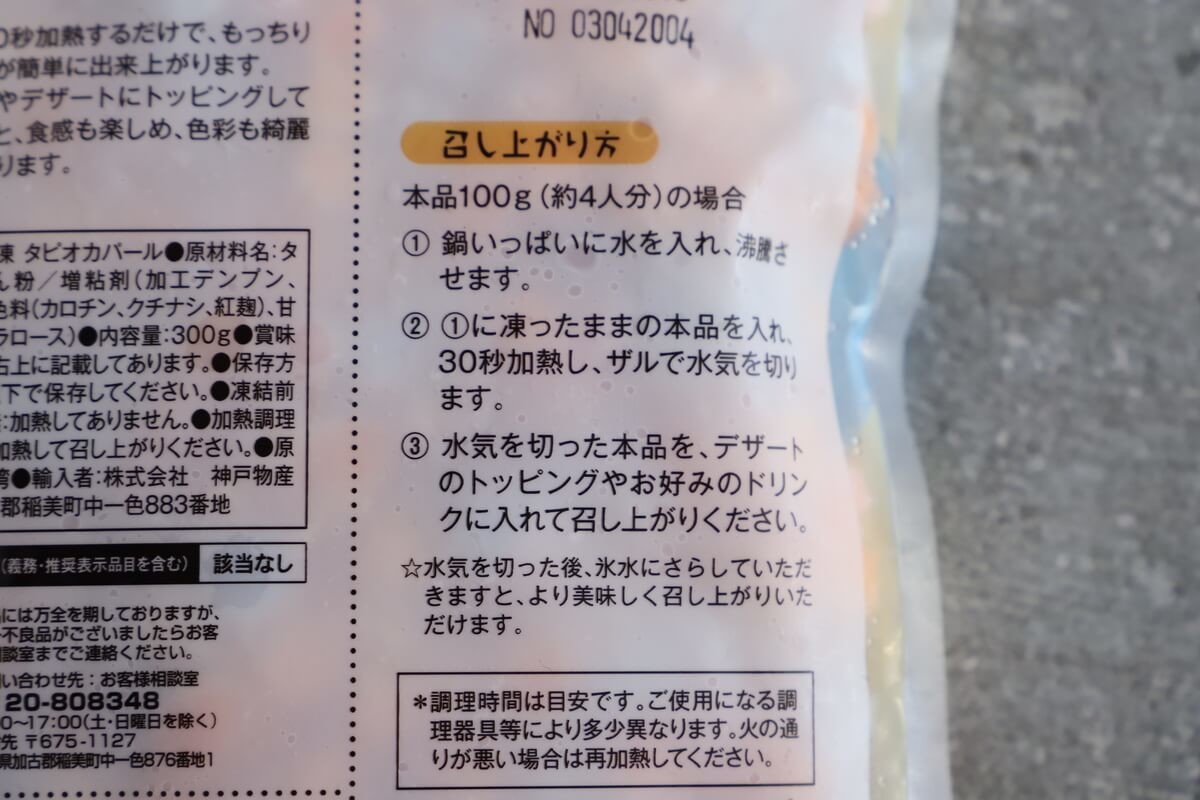 0秒加熱するだけで、もっちり
が簡単に出来上がります。
やデザートにトッピングして
と、食感も楽しめ、色彩も綺麗
ります。
凍 タピオカパール●原材料名:タ
ん粉/増粘剤(加工デンプン、
色料(カロチン、クチナシ、紅麹)、甘
ラロース)●内容量:300g●賞味
右上に記載してあります。●保存方
下で保存してください。●凍結前
:加熱してありません。●加熱調理
加熱して召し上がりください。●原
湾●輸入者:株式会社 神戸物産
郡稲美町中一色883番地
(義務・推奨表示品目を含む) 該当なし
には万全を期しておりますが、
不良品がございましたらお客
相談室までご連絡ください。
い合わせ先:お客様相談室
20-808348
0~17:00(土・日曜日を除く)
先 〒675-1127
県加古郡稲美町中一色876番地1
NO 03042004
召し上がり方
本品100g(約4人分)の場合
① 鍋いっぱいに水を入れ、沸騰さ
せます。
② ①に凍ったままの本品を入れ、
30秒加熱し、ザルで水気を切り
ます。
③ 水気を切った本品を、デザート
のトッピングやお好みのドリン
クに入れて召し上がりください。
☆水気を切った後、氷水にさらしていただ
きますと、より美味しく召し上がりいた
だけます。
*調理時間は目安です。ご使用になる調
理器具等により多少異なります。火の通
りが悪い場合は再加熱してください。